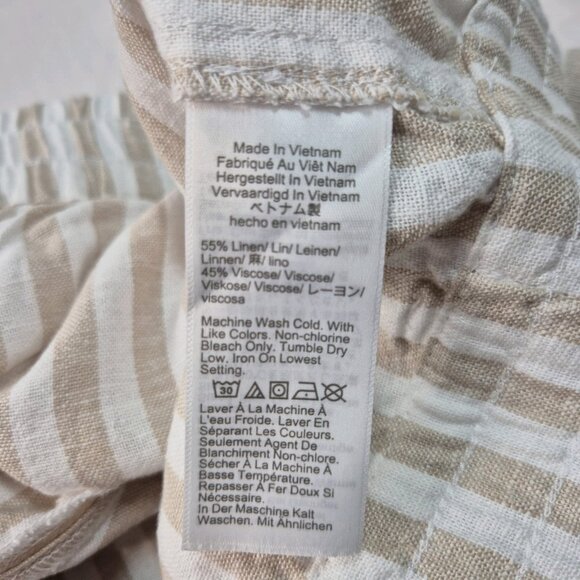 Made In Vietnam
Fabriqué Au Viêt Nam
Hergestellt In Vietnam
Vervaardigd In Vietnam
ベトナム製
hecho en vietnam
55% Linen/ Lin/ Leinen/
Linnen/ 麻/ lino
45% Viscose/ Viscose/
Viskose/ Viscose/ レーヨン/
viscosa
Machine Wash Cold. With
Like Colors. Non-chlorine
Bleach Only. Tumble Dry
Low. Iron On Lowest
Setting.
30
Laver À La Machine À
L'eau Froide. Laver En
Séparant Les Couleurs.
Seulement Agent De
Blanchiment Non-chlore.
Sécher À La Machine À
Basse Température.
Repasser À Fer Doux Si
Nécessaire.
In Der Maschine Kalt
Waschen. Mit Ähnlichen